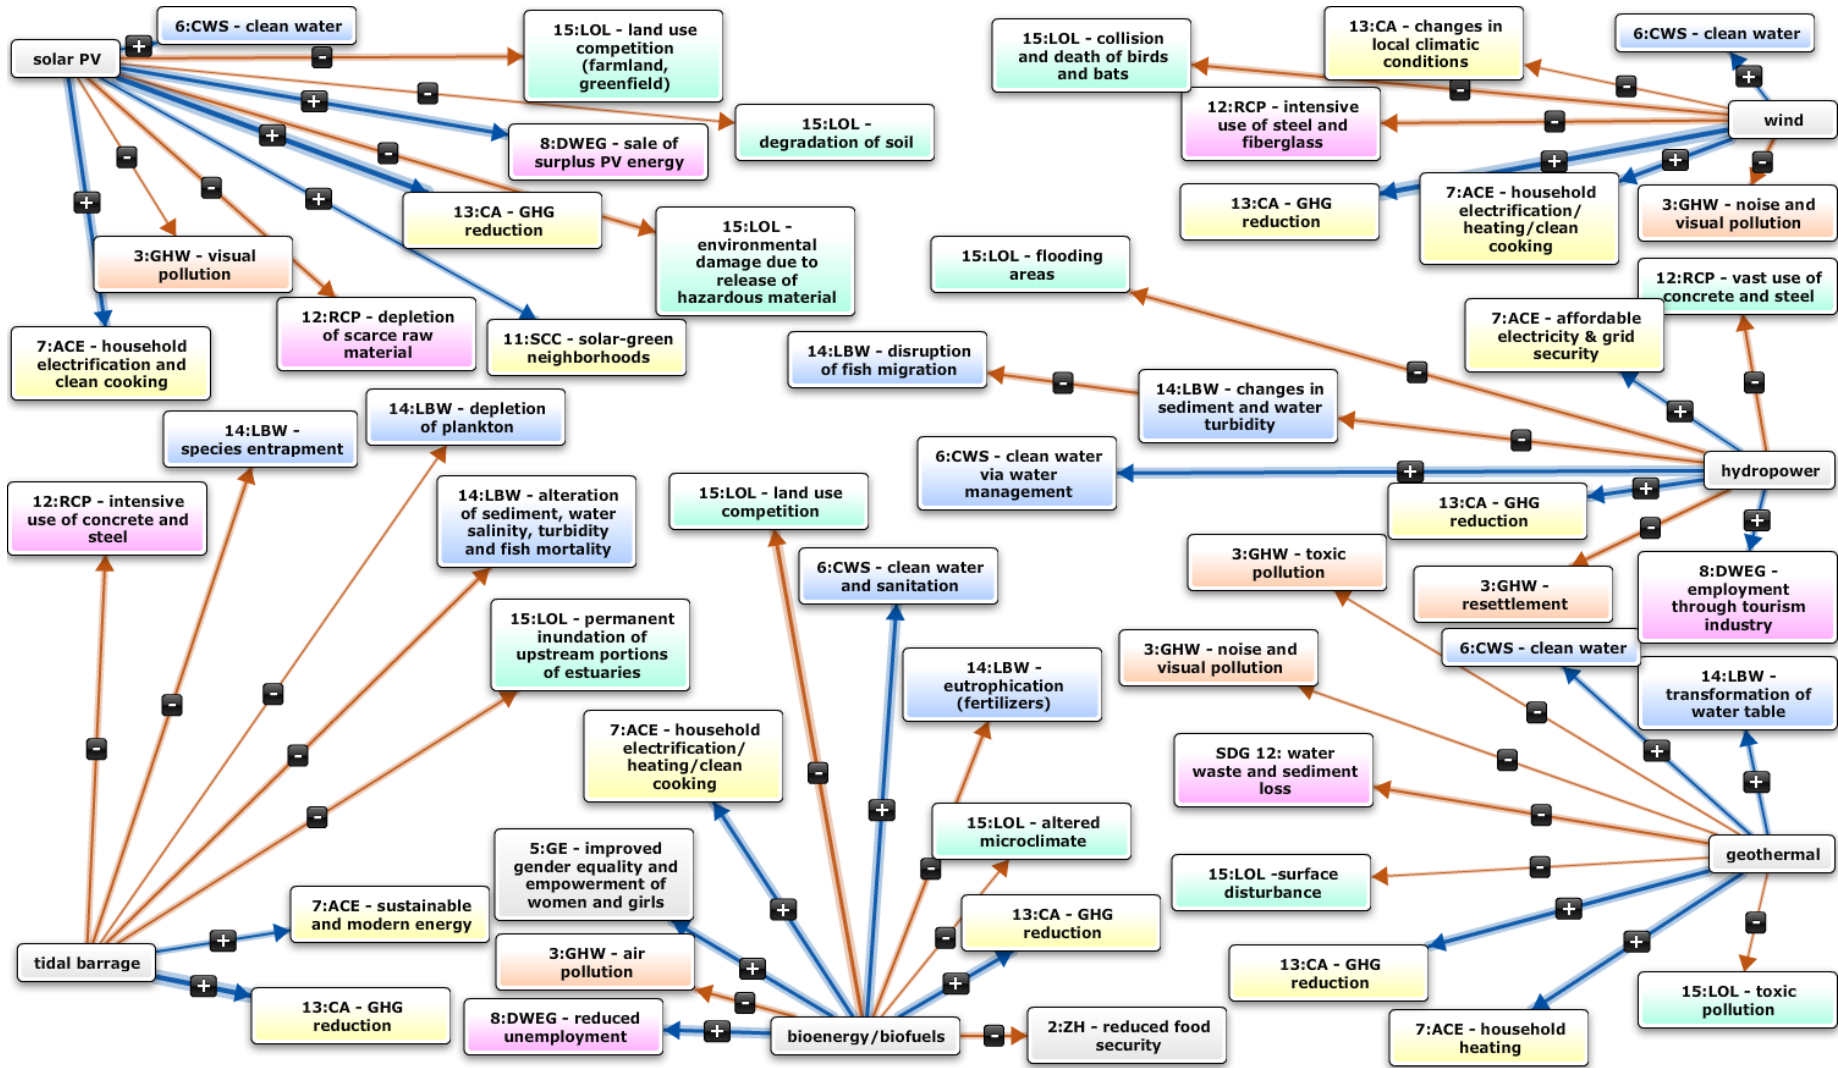 6:CWS - clean water
solar PV
15:LOL - land use
competition
(farmland,
greenfield)
15:LOL -
degradation of soil
8:DWEG - sale of
surplus PV energy
13:CA - GHG
reduction
15:LOL -
environmental
damage due to
release of
hazardous material
3:GHW - visual
pollution
12:RCP - depletion
of scarce raw
material
11:SCC - solar-green
neighborhoods
7:ACE - household
electrification and
clean cooking
15:LOL - collision
and death of birds
and bats
13:CA - changes in
local climatic
conditions
6:CWS - clean water
wind
12:RCP - intensive
use of steel and
fiberglass
13:CA - GHG
reduction
7:ACE - household
electrification/
heating/clean
cooking
3:GHW - noise and
visual pollution
15:LOL - flooding
areas
12:RCP - vast use of
concrete and steel
7:ACE - affordable
electricity & grid
security
14:LBW - disruption
of fish migration
14:LBW - changes in
sediment and water
turbidity
6:CWS - clean water
via water
management
hydropower
13:CA - GHG
reduction
3:GHW -
resettlement
8:DWEG -
employment
through tourism
industry
14:LBW -
species entrapment
14:LBW - depletion
of plankton
12:RCP - intensive
use of concrete and
steel
14:LBW - alteration
of sediment, water
salinity, turbidity
and fish mortality
15:LOL - permanent
inundation of
upstream portions
of estuaries
7:ACE - sustainable
and modern energy
tidal barrage
13:CA - GHG
reduction
15:LOL - land use
competition
6:CWS - clean water
and sanitation
14:LBW -
eutrophication
(fertilizers)
7:ACE - household
electrification/
heating/clean
cooking
15:LOL - altered
microclimate
5:GE - improved
gender equality and
empowerment of
women and girls
13:CA - GHG
reduction
3:GHW - air
pollution
8:DWEG - reduced
unemployment
bioenergy/biofuels
2:ZH - reduced food
security
3:GHW - toxic
pollution
3:GHW - noise and
visual pollution
6:CWS - clean water
14:LBW -
transformation of
water table
SDG 12: water
waste and sediment
loss
geothermal
15:LOL -surface
disturbance
13:CA - GHG
reduction
7:ACE - household
heating
15:LOL - toxic
pollution